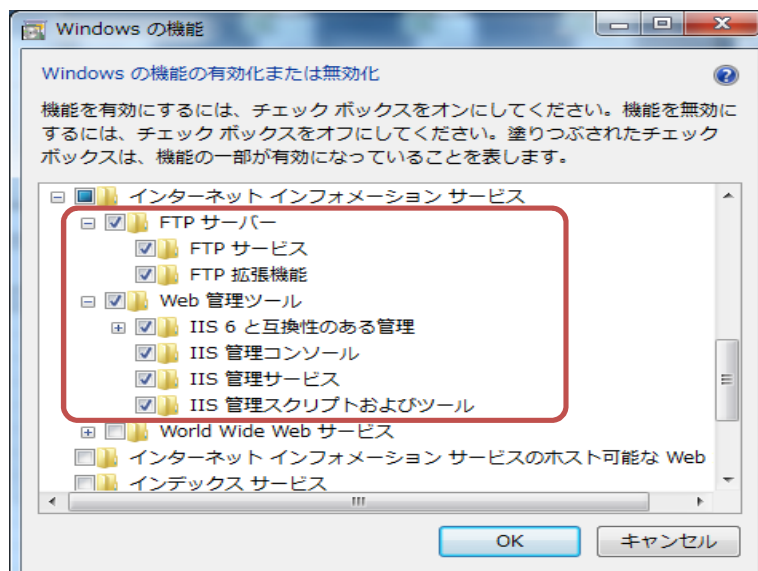 Windows の機能
Windows の機能の有効化または無効化
機能を有効にするには、チェック ボックスをオンにしてください。機能を無効に
するには、チェック ボックスをオフにしてください。塗りつぶされたチェック
ボックスは、機能の一部が有効になっていることを表します。
インターネット インフォメーション サービス
FTP サーバー
FTP サービス
FTP 拡張機能
Web 管理ツール
IIS 6 と互換性のある管理
IIS 管理コンソール
IIS 管理サービス
IIS 管理スクリプトおよびツール
World Wide Web サービス
インターネット インフォメーション サービスのホスト可能な Web
インデックス サービス
OK
キャンセル